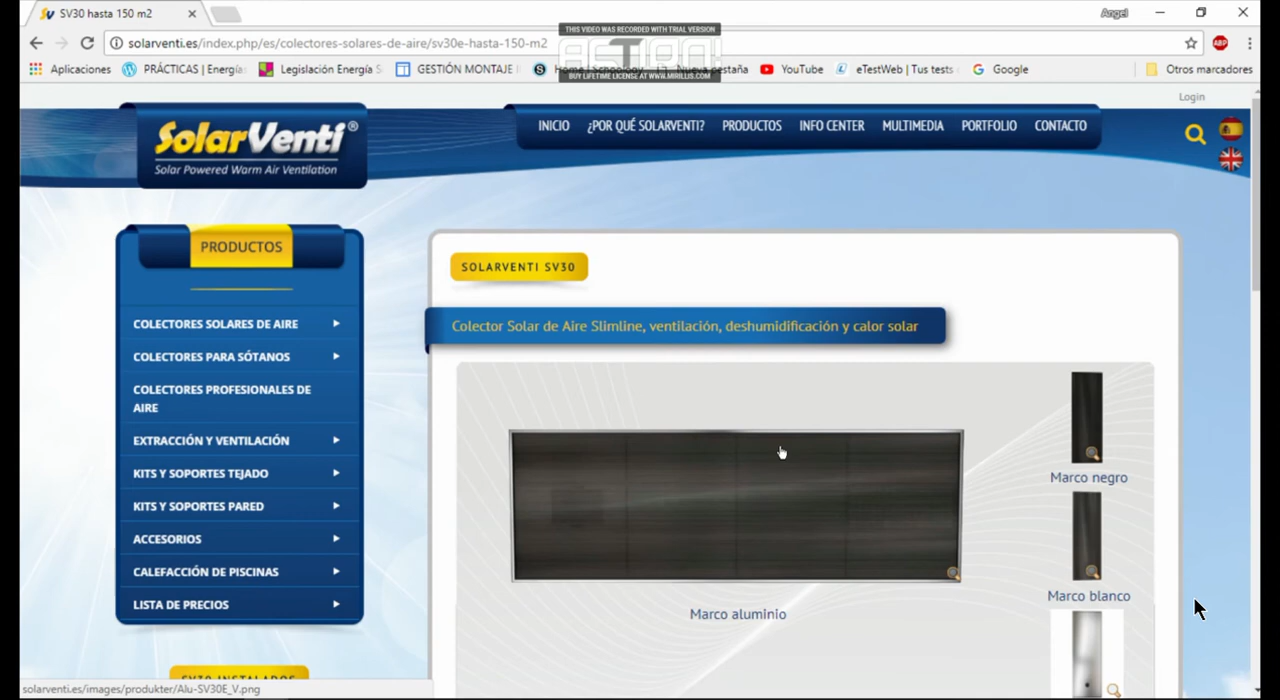 SV30 hasta 150 m2
Angel
THIS VIDEO WAS RECORDED WITH TRIAL VERSION
ACTION!
BUY LIFETIME LICENSE AT WWW.MIRILLIS.COM
solarventi.es/index.php/es/colectores-solares-de-aire/sv30e-hasta-150-m2
ABP
Aplicaciones
PRÁCTICAS | Energía
Legislación Energía S
GESTIÓN MONTAJE
pestaña
YouTube
eTestWeb | Tus tests
Google
Otros marcadores
Login
SolarVenti®
Solar Powered Warm Air Ventilation
INICIO
¿POR QUÉ SOLARVENTI?
PRODUCTOS
INFO CENTER
MULTIMEDIA
PORTFOLIO
CONTACTO
PRODUCTOS
COLECTORES SOLARES DE AIRE
COLECTORES PARA SÓTANOS
COLECTORES PROFESIONALES DE
AIRE
EXTRACCIÓN Y VENTILACIÓN
KITS Y SOPORTES TEJADO
KITS Y SOPORTES PARED
ACCESORIOS
CALEFACCIÓN DE PISCINAS
LISTA DE PRECIOS
SV30 INSTALADOS
SOLARVENTI SV30
Colector Solar de Aire Slimline, ventilación, deshumidificación y calor solar
Marco negro
Marco blanco
Marco aluminio
solarventi.es/images/produkter/Alu-SV30E_V.png